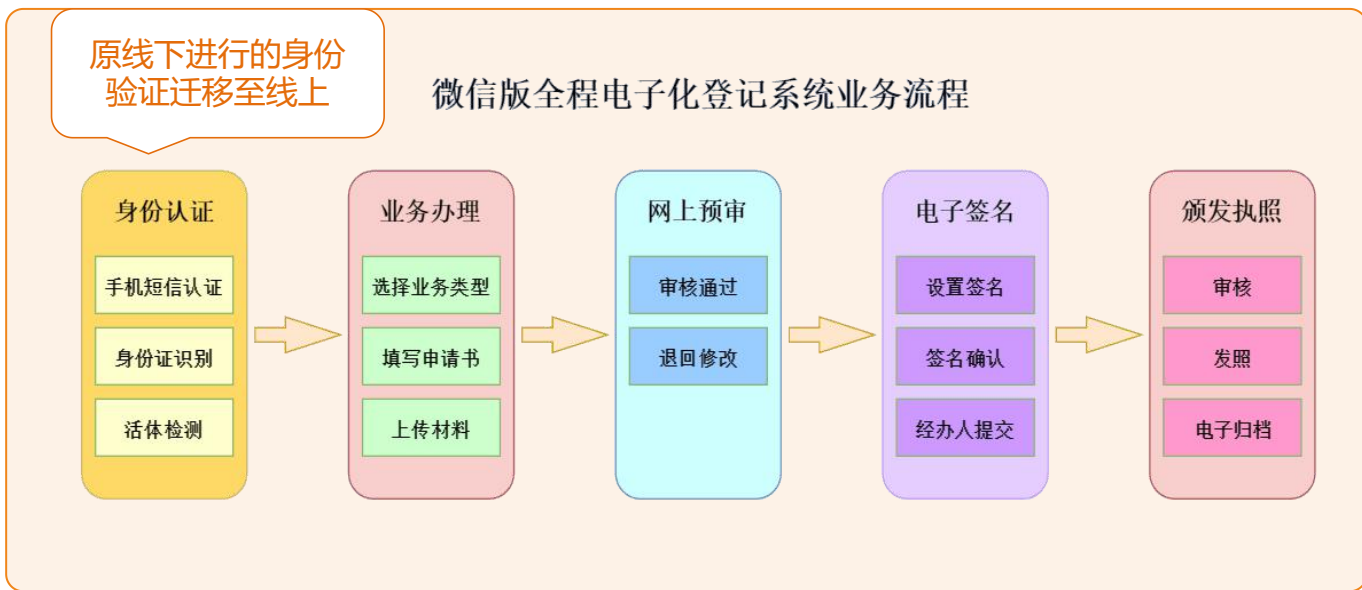 原线下进行的身份
验证迁移至线上
微信版全程电子化登记系统业务流程
身份认证
手机短信认证
身份证识别
活体检测
业务办理
选择业务类型
填写申请书
上传材料
网上预审
审核通过
退回修改
电子签名
设置签名
签名确认
经办人提交
颁发执照
审核
发照
电子归档